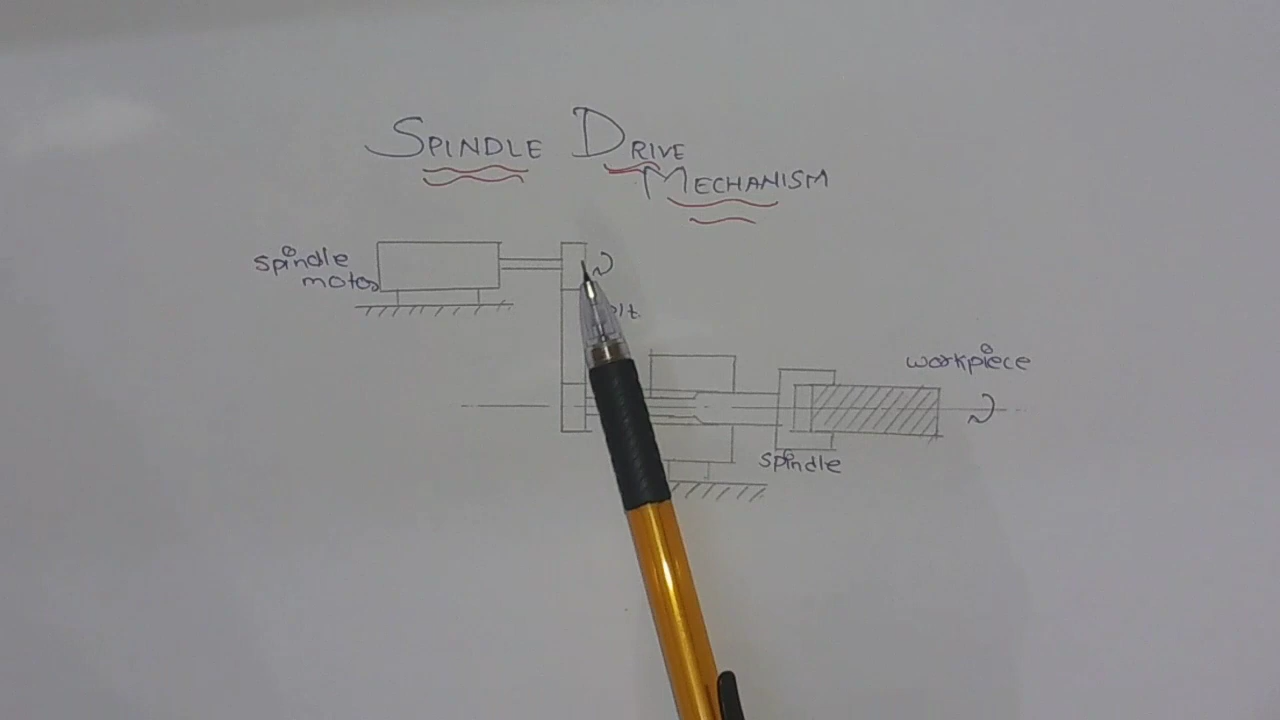 SPINDLE DRIVE
MECHANISM
spindle
motor
workpiece
spindle